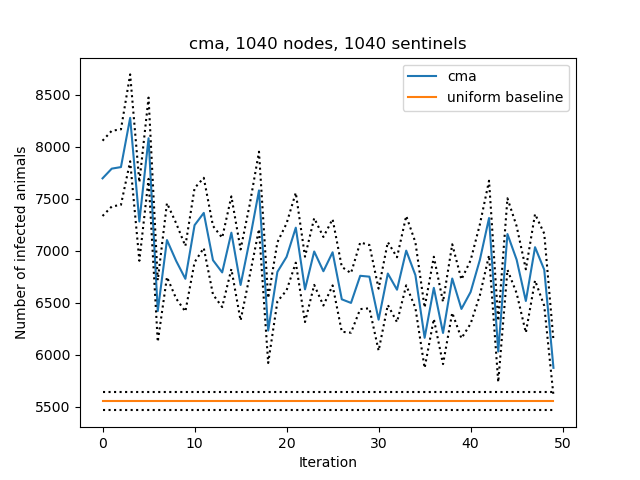 cma, 1040 nodes, 1040 sentinels
cma
uniform baseline
Number of infected animals
8500
8000
7500
7000
6500
6000
5500
0 10 20 30 40 50
Iteration